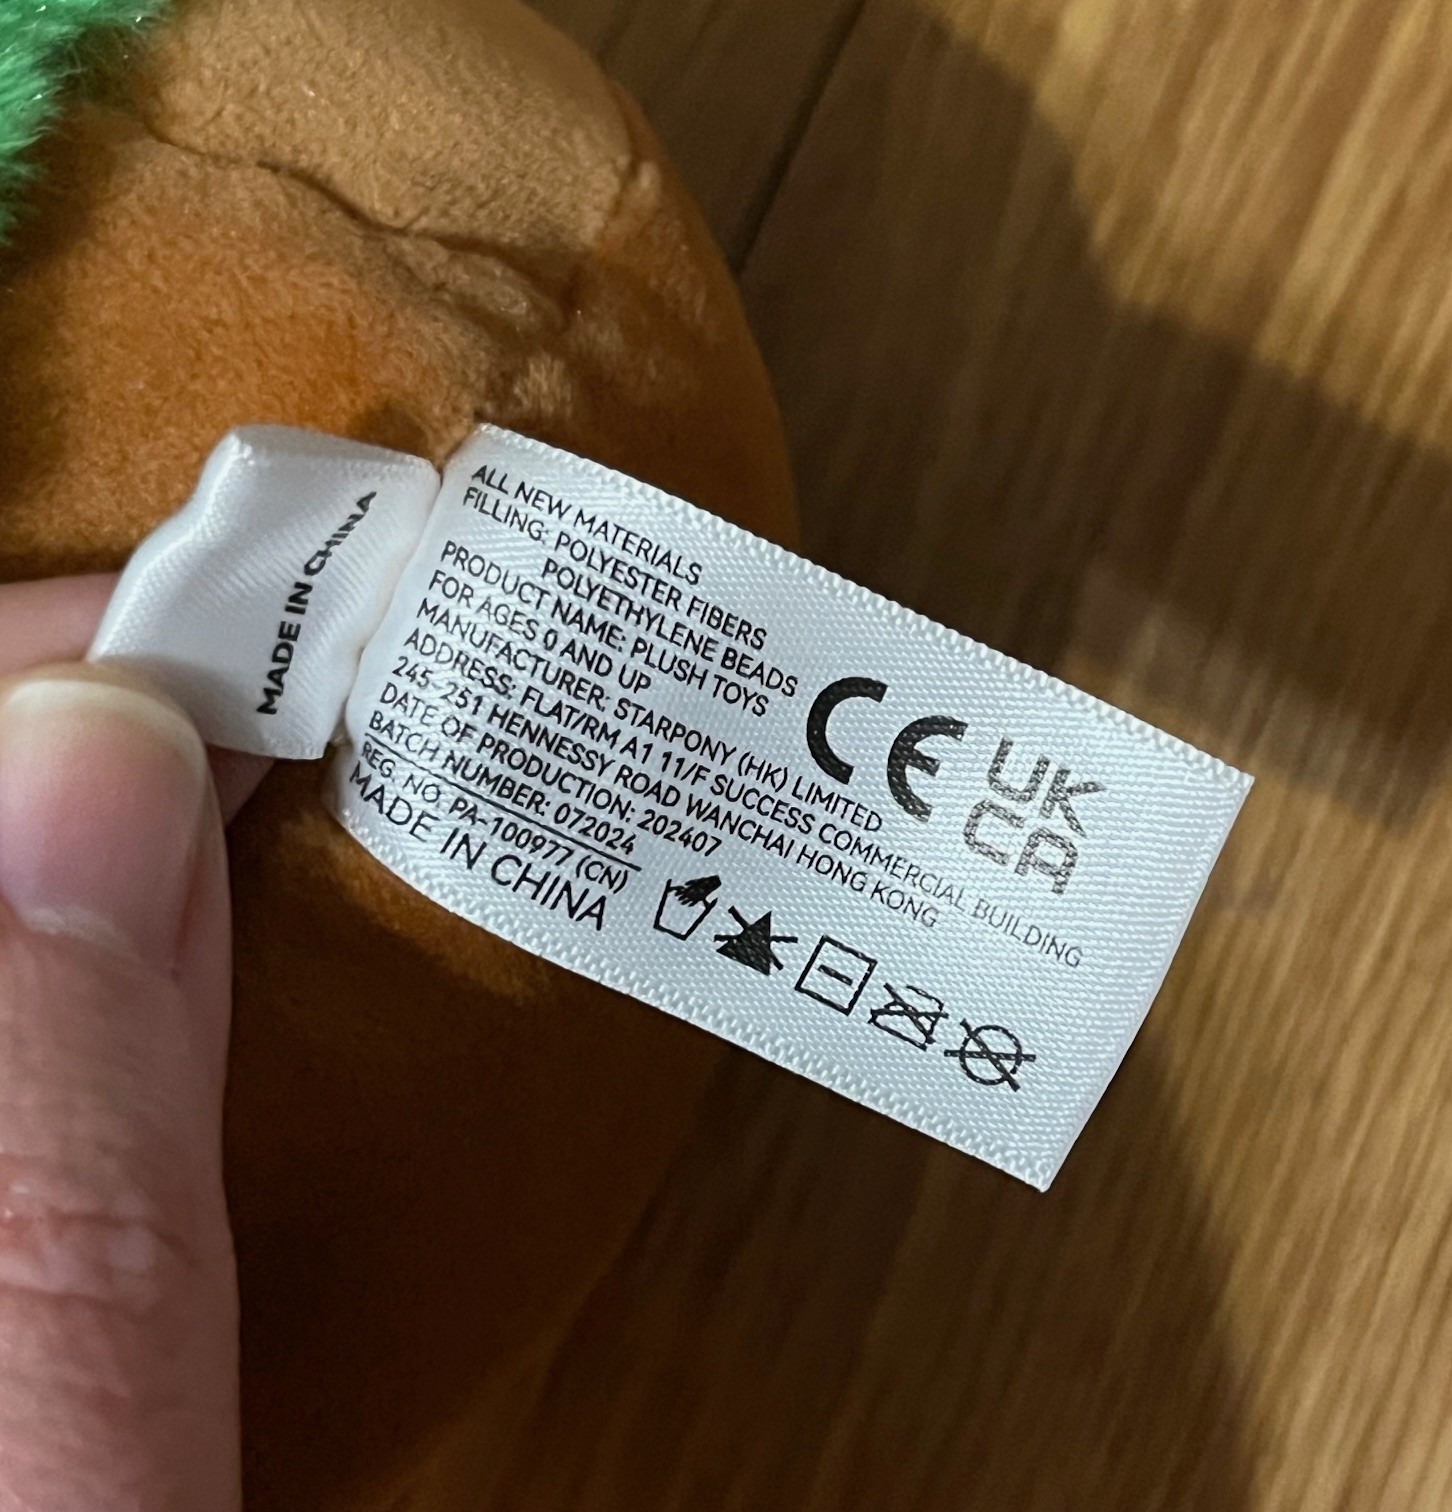 MADE IN CHINA
ALL NEW MATERIALS
FILLING: POLYESTER FIBERS
POLYETHYLENE BEADS
PRODUCT NAME: PLUSH TOYS
FOR AGES 0 AND UP
MANUFACTURER: STARPONY (HK) LIMITED
ADDRESS: FLAT/RM A1 11/F SUCCESS COMMERCIAL BUILDING
245-251 HENNESSY ROAD WANCHAI HONG KONG
DATE OF PRODUCTION: 202407
BATCH NUMBER: 072024
REG. NO. PA-100977 (CN)
MADE IN CHINA
CE
UK
CA